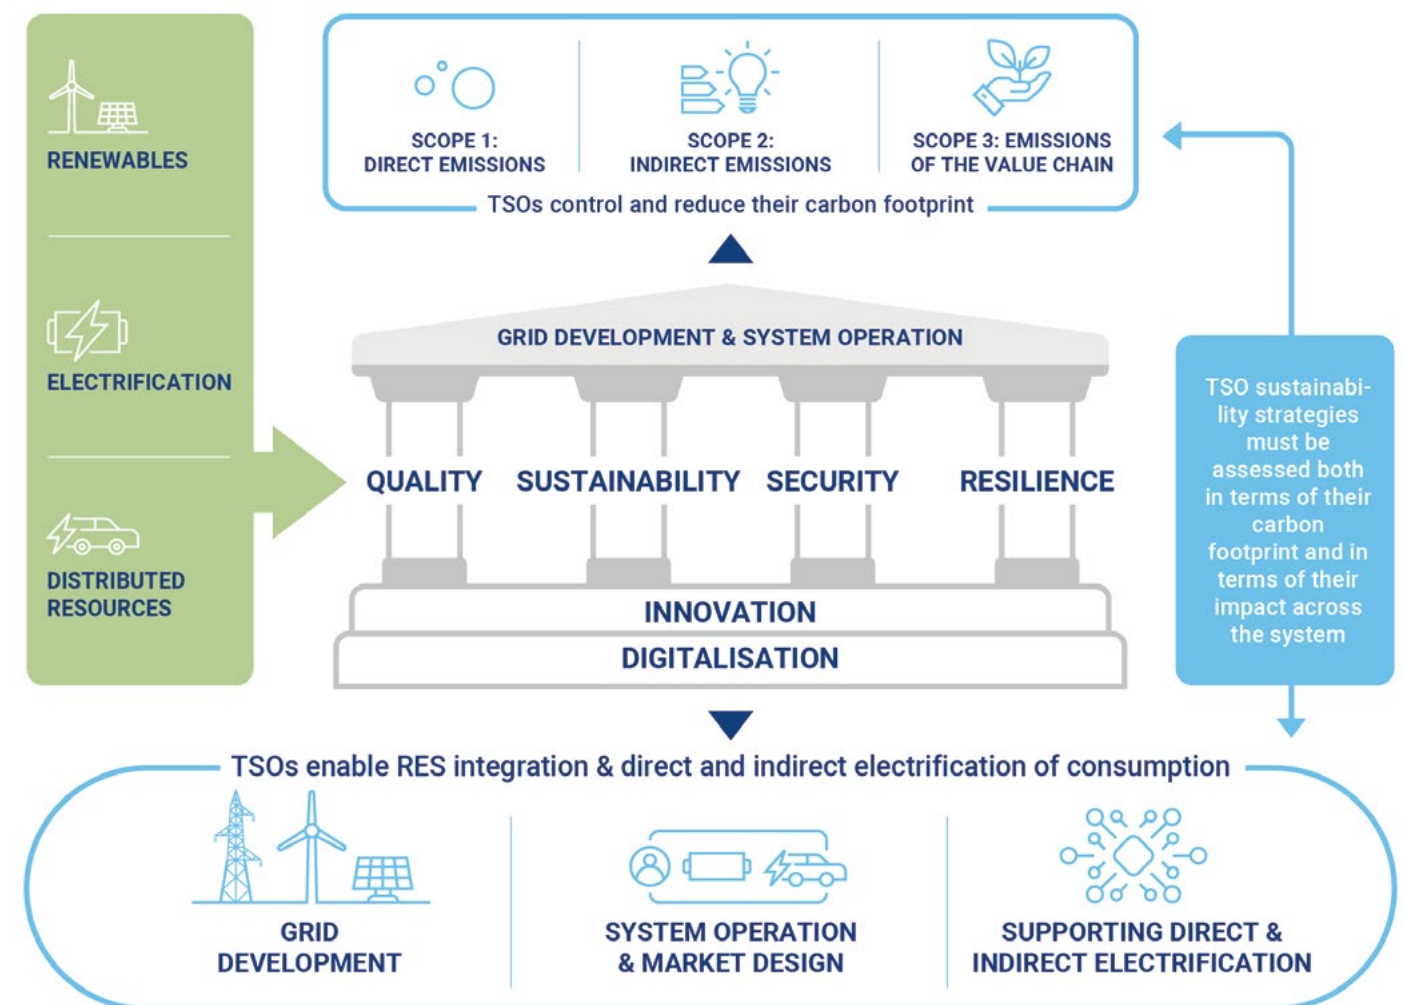 RENEWABLES
ELECTRIFICATION
DISTRIBUTED
RESOURCES
SCOPE 1:
DIRECT EMISSIONS
SCOPE 2:
INDIRECT EMISSIONS
SCOPE 3: EMISSIONS
OF THE VALUE CHAIN
TSOs control and reduce their carbon footprint
GRID DEVELOPMENT & SYSTEM OPERATION
QUALITY
SUSTAINABILITY
SECURITY
RESILIENCE
INNOVATION
DIGITALISATION
TSO sustainabi-
lity strategies
must be
assessed both
in terms of their
carbon
footprint and in
terms of their
impact across
the system
TSOs enable RES integration & direct and indirect electrification of consumption
GRID
DEVELOPMENT
SYSTEM OPERATION
& MARKET DESIGN
SUPPORTING DIRECT &
INDIRECT ELECTRIFICATION